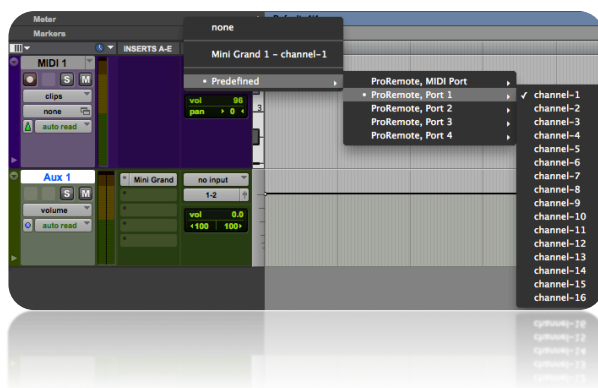 Meter
Markers
INSERTS A-E
MIDI 1
S M
clips
none
auto read
vol 96
pan 0
3
none
Mini Grand 1 – channel-1
• Predefined
ProRemote, MIDI Port
• ProRemote, Port 1
ProRemote, Port 2
ProRemote, Port 3
ProRemote, Port 4
✓ channel-1
channel-2
channel-3
channel-4
channel-5
channel-6
channel-7
channel-8
channel-9
channel-10
channel-11
channel-12
channel-13
channel-14
channel-15
channel-16
Aux 1
S M
volume
auto read
Mini Grand
no input
1-2
vol 0.0
100 100